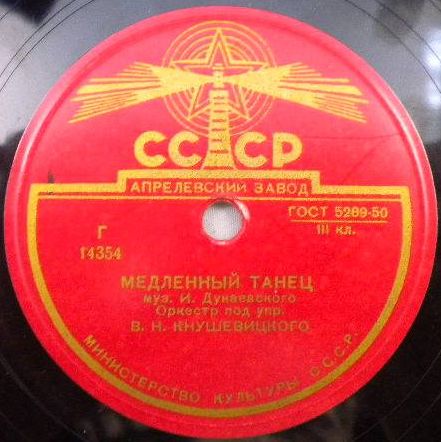 СССР
АПРЕЛЕВСКИЙ ЗАВОД
ГОСТ 5289-50
III кл.
Г
14354
МЕДЛЕННЫЙ ТАНЕЦ
муз. И. Дунаевского
Оркестр под упр.
В. Н. КНУШЕВИЦКОГО
МИНИСТЕРСТВО КУЛЬТУРЫ С.С.С.Р.